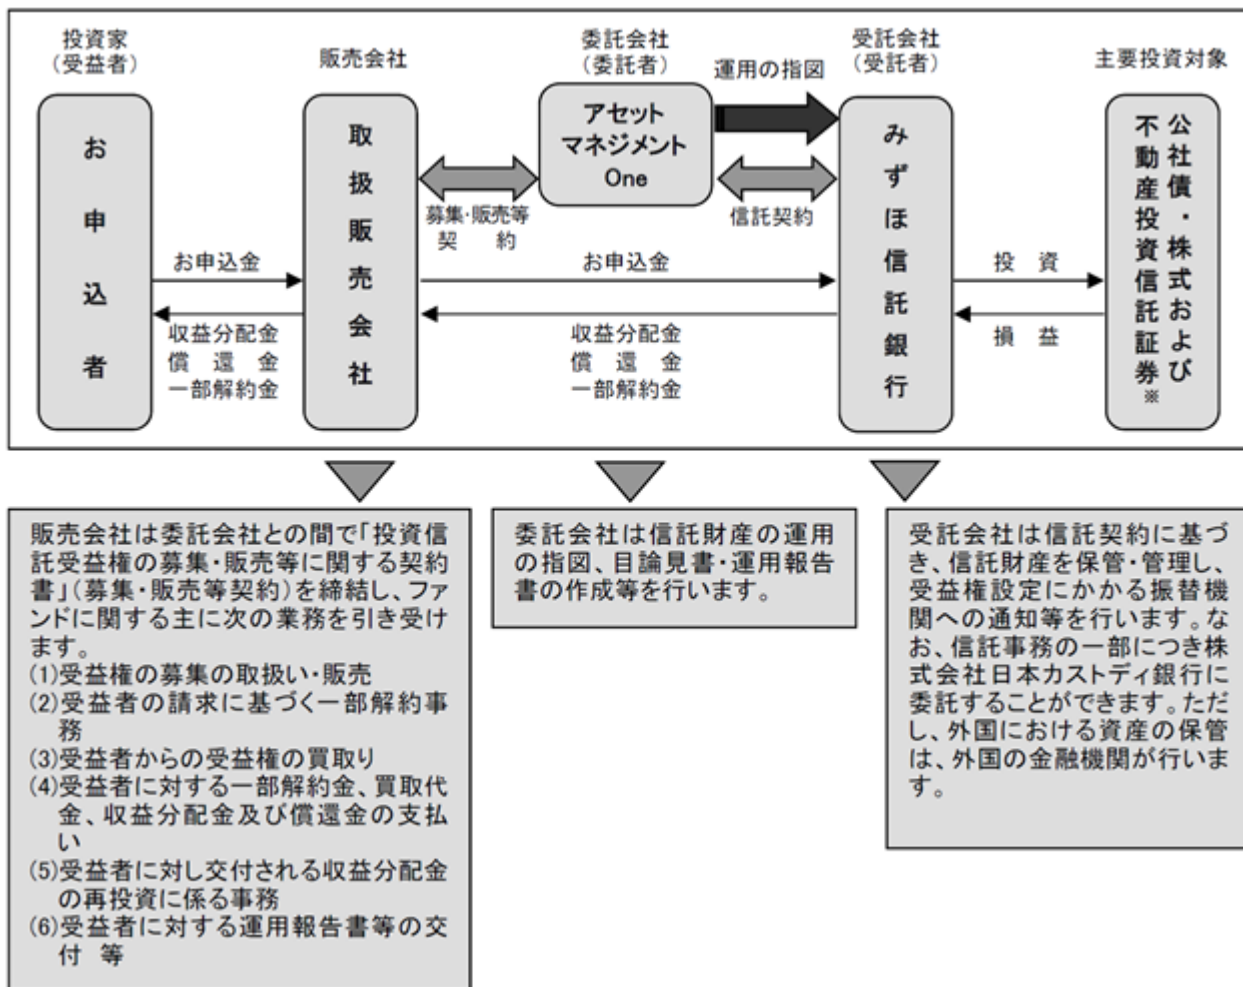 投資家
（受益者）
販売会社
委託会社
（委託者）
運用の指図
受託会社
（受託者）
主要投資対象
お申込者
取扱販売会社
アセット
マネジメント
One
みずほ信託銀行
公社債・株式および
不動産投資信託証券※
募集・販売等
契　約
信託契約
お申込金
お申込金
投　資
収益分配金
償　還　金
一部解約金
収益分配金
償　還　金
一部解約金
損　益
販売会社は委託会社との間で「投資信
託受益権の募集・販売等に関する契約
書」（募集・販売等契約）を締結し、ファ
ンドに関する主に次の業務を引き受け
ます。
(1)受益権の募集の取扱い・販売
(2)受益者の請求に基づく一部解約事
務
(3)受益者からの受益権の買取り
(4)受益者に対する一部解約金、買取代
金、収益分配金及び償還金の支払
い
(5)受益者に対し交付される収益分配金
の再投資に係る事務
(6)受益者に対する運用報告書等の交
付　等
委託会社は信託財産の運用
の指図、目論見書・運用報告
書の作成等を行います。
受託会社は信託契約に基づ
き、信託財産を保管・管理し、
受益権設定にかかる振替機
関への通知等を行います。な
お、信託事務の一部につき株
式会社日本カストディ銀行に
委託することができます。ただ
し、外国における資産の保管
は、外国の金融機関が行いま
す。